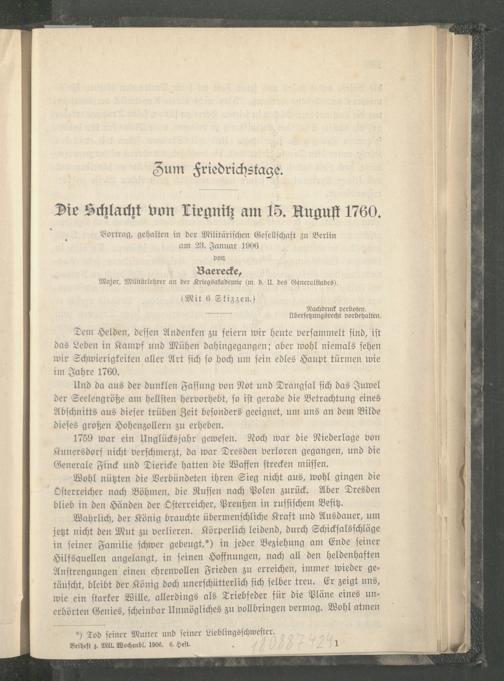 Zum Friedrichstage.
Die Schlacht von Liegnitz am 15. August 1760.
Vortrag, gehalten in der Militärischen Gesellschaft zu Berlin
am 23. Januar 1906
von
Baerecke,
Major, Militärlehrer an der Kriegsakademie (m. d. U. des Generalstabes).
(Mit 6 Skizzen.)
Nachdruck verboten.
Übersetzungsrecht vorbehalten.
Dem Helden, dessen Andenken zu feiern wir heute versammelt sind, ist
das Leben in Kampf und Mühen dahingegangen; aber wohl niemals sehen
wir Schwierigkeiten aller Art sich so hoch um sein edles Haupt türmen wie
im Jahre 1760.
Und da aus der dunklen Fassung von Not und Drangsal sich das Juwel
der Seelengröße am hellsten hervorhebt, so ist gerade die Betrachtung eines
Abschnitts aus dieser trüben Zeit besonders geeignet, um uns an dem Bilde
dieses großen Hohenzollern zu erheben.
1759 war ein Unglücksjahr gewesen. Noch war die Niederlage von
Kunersdorf nicht verschmerzt, da war Dresden verloren gegangen, und die
Generale Finck und Diericke hatten die Waffen strecken müssen.
Wohl nützten die Verbündeten ihren Sieg nicht aus, wohl gingen die
Österreicher nach Böhmen, die Russen nach Polen zurück. Aber Dresden
blieb in den Händen der Österreicher, Preußen in russischem Besitz.
Wahrlich, der König brauchte übermenschliche Kraft und Ausdauer, um
jetzt nicht den Mut zu verlieren. Körperlich leidend, durch Schicksalsschläge
in seiner Familie schwer gebeugt,*) in jeder Beziehung am Ende seiner
Hilfsquellen angelangt, in seinen Hoffnungen, nach all den heldenhaften
Anstrengungen einen ehrenvollen Frieden zu erreichen, immer wieder ge-
täuscht, bleibt der König doch unerschütterlich sich selber treu. Er zeigt uns,
wie ein starker Wille, allerdings als Triebfeder für die Pläne eines un-
erhörten Genies, scheinbar Unmögliches zu vollbringen vermag. Wohl atmen
*) Tod seiner Mutter und seiner Lieblingsschwester.
Beiheft z. Mil. Wochenbl. 1906. 6. Heft. 1
180887424